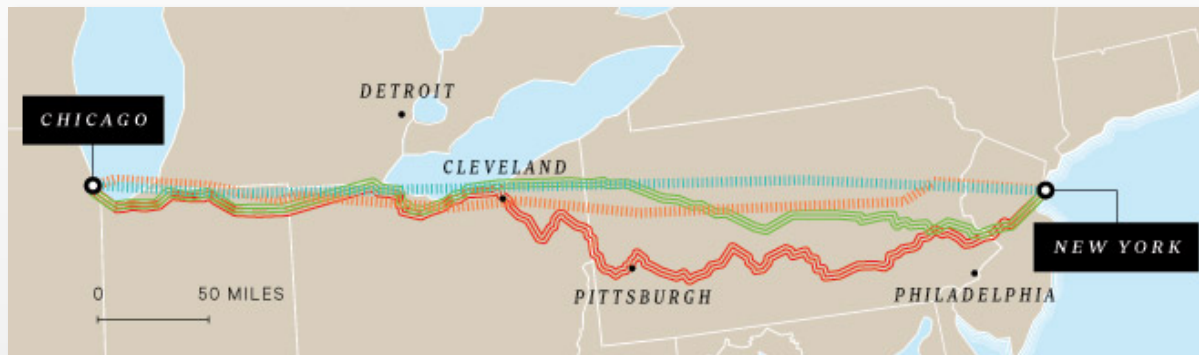 DETROIT
CHICAGO
CLEVELAND
NEW YORK
0 50 MILES
PITTSBURGH
PHILADELPHIA